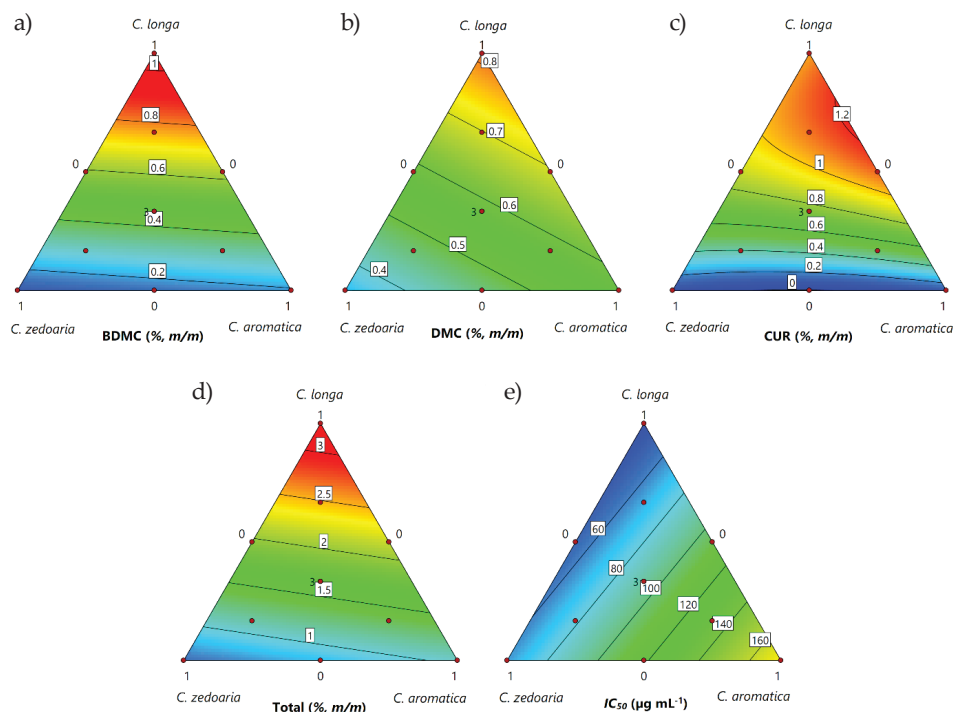 a)
C. longa
1
1
0.8
0.6
0
0
3
0.4
0.2
1
0
1
C. zedoaria
C. aromatica
BDMC (%, m/m)
b)
C. longa
1
0.8
0.7
0
0
0.6
3
0.5
0.4
1
0
1
C. zedoaria
C. aromatica
DMC (%, m/m)
c)
C. longa
1
1.2
1
0
0
0.8
3
0.6
0.4
0.2
0
1
0
1
C. zedoaria
C. aromatica
CUR (%, m/m)
d)
C. longa
1
3
2.5
0
0
2
3
1.5
1
1
0
1
C. zedoaria
C. aromatica
Total (%, m/m)
e)
C. longa
1
60
0
0
80
3
100
120
140
160
1
0
1
C. zedoaria
C. aromatica
IC₅₀ (µg mL⁻¹)